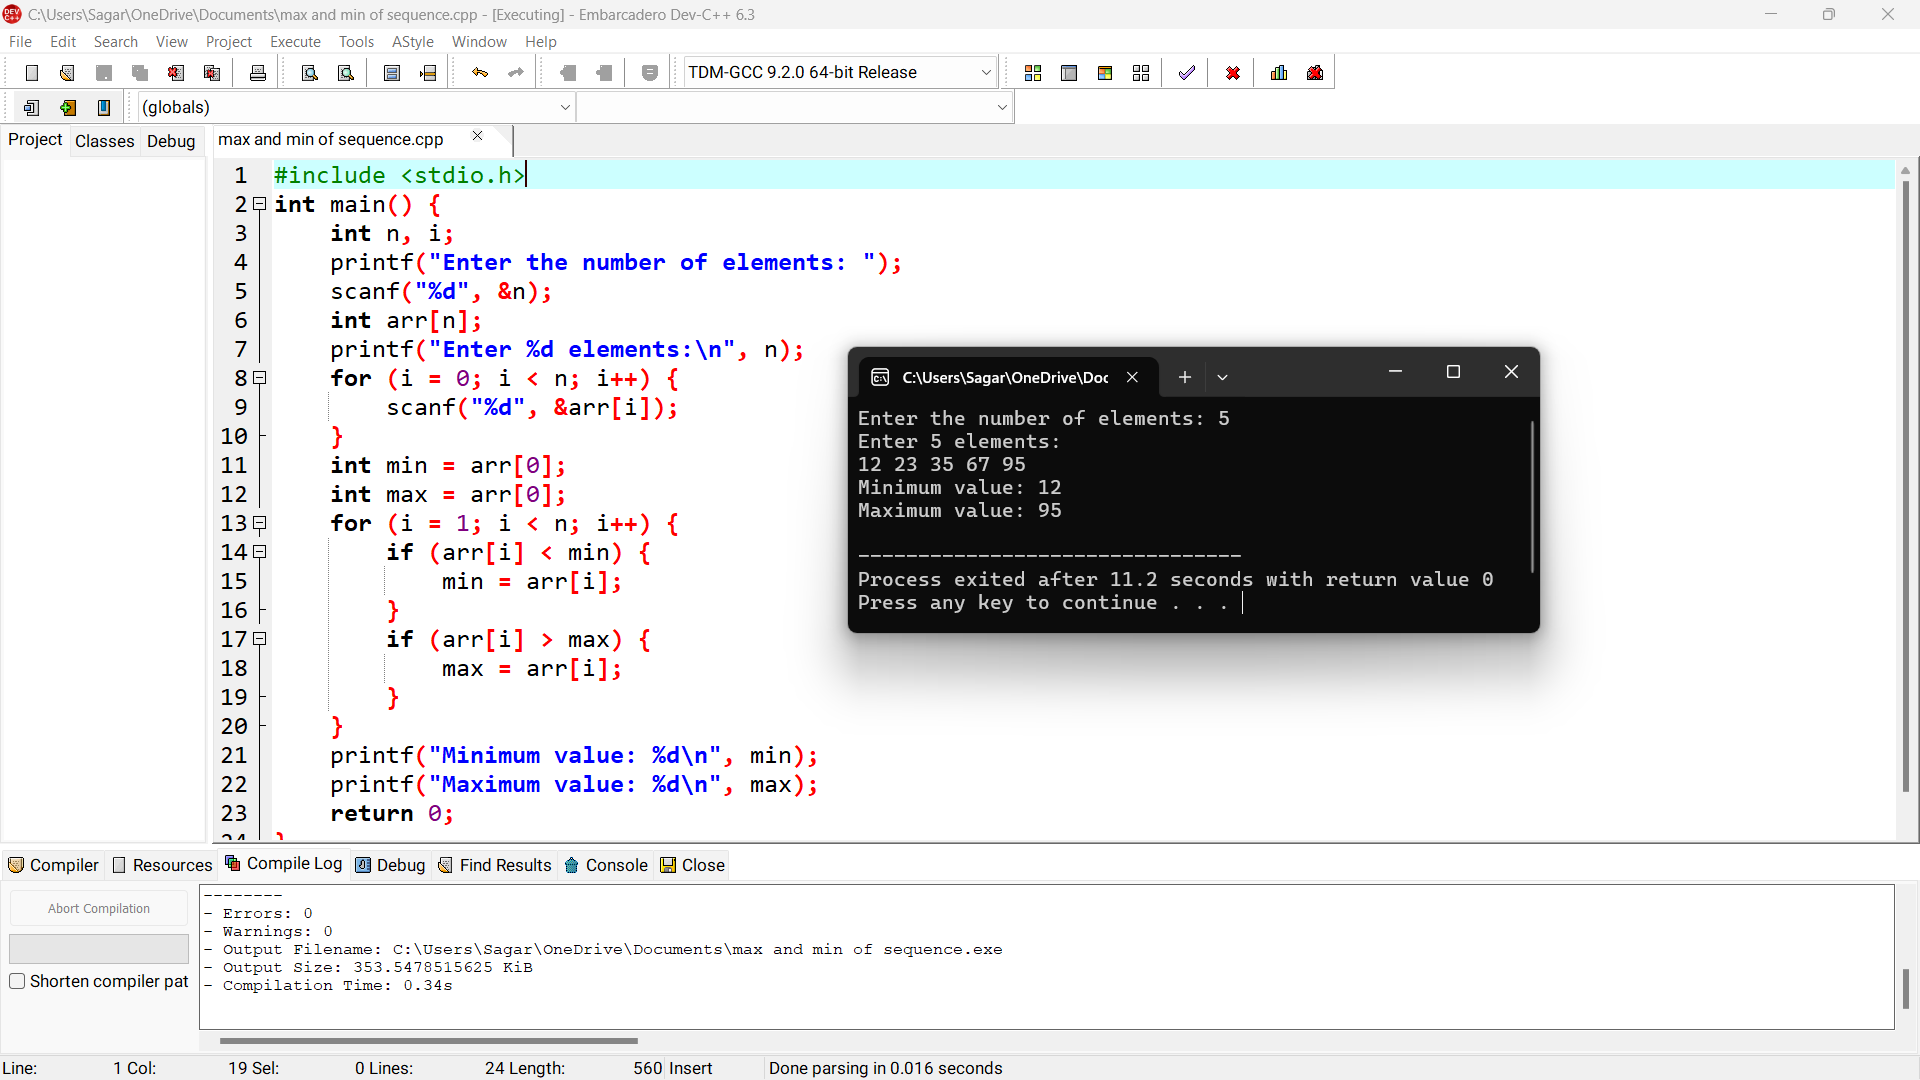 C:\Users\Sagar\OneDrive\Documents\max and min of sequence.cpp - [Executing] - Embarcadero Dev-C++ 6.3
File Edit Search View Project Execute Tools AStyle Window Help
TDM-GCC 9.2.0 64-bit Release
(globals)
Project Classes Debug
max and min of sequence.cpp
1 #include <stdio.h>
2 int main() {
3     int n, i;
4     printf("Enter the number of elements: ");
5     scanf("%d", &n);
6     int arr[n];
7     printf("Enter %d elements:\n", n);
8     for (i = 0; i < n; i++) {
9         scanf("%d", &arr[i]);
10     }
11     int min = arr[0];
12     int max = arr[0];
13     for (i = 1; i < n; i++) {
14         if (arr[i] < min) {
15             min = arr[i];
16         }
17         if (arr[i] > max) {
18             max = arr[i];
19         }
20     }
21     printf("Minimum value: %d\n", min);
22     printf("Maximum value: %d\n", max);
23     return 0;
24 }
C:\Users\Sagar\OneDrive\Doc
Enter the number of elements: 5
Enter 5 elements:
12 23 35 67 95
Minimum value: 12
Maximum value: 95
--------------------------------
Process exited after 11.2 seconds with return value 0
Press any key to continue . . .
Compiler Resources Compile Log Debug Find Results Console Close
Abort Compilation
Shorten compiler pat
--------
- Errors: 0
- Warnings: 0
- Output Filename: C:\Users\Sagar\OneDrive\Documents\max and min of sequence.exe
- Output Size: 353.5478515625 KiB
- Compilation Time: 0.34s
Line: 1 Col: 19 Sel: 0 Lines: 24 Length: 560 Insert Done parsing in 0.016 seconds